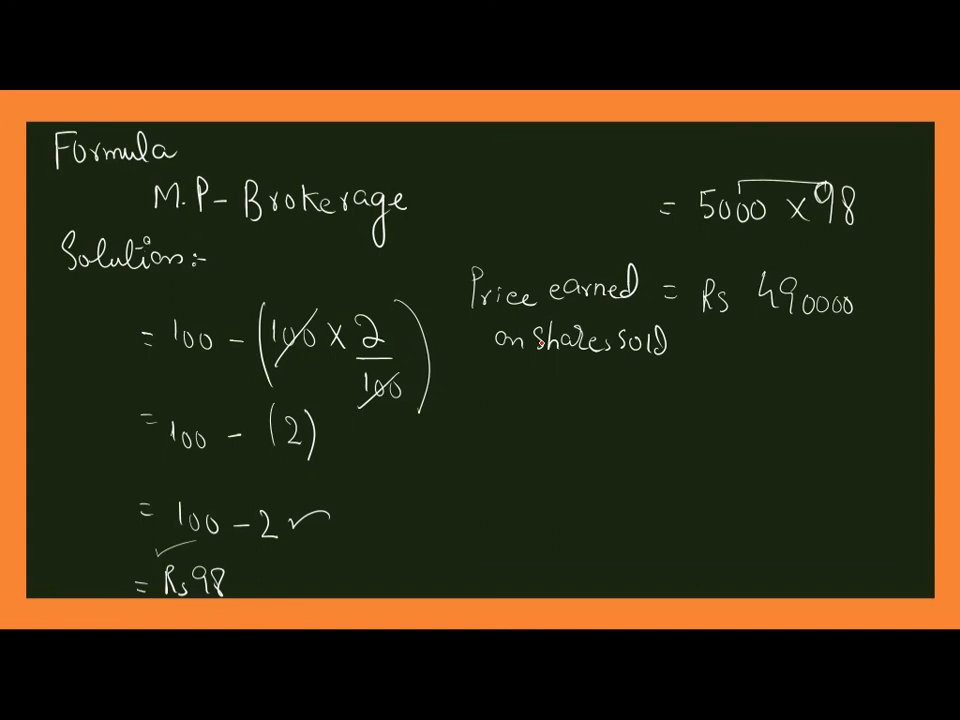 Formula
M.P - Brokerage
Solution:-
= 100 - (100 × 2/100)
= 100 - (2)
= 100 - 2 ✓
= Rs 98
= 5000 × 98
Price earned = Rs 490000
on shares sold